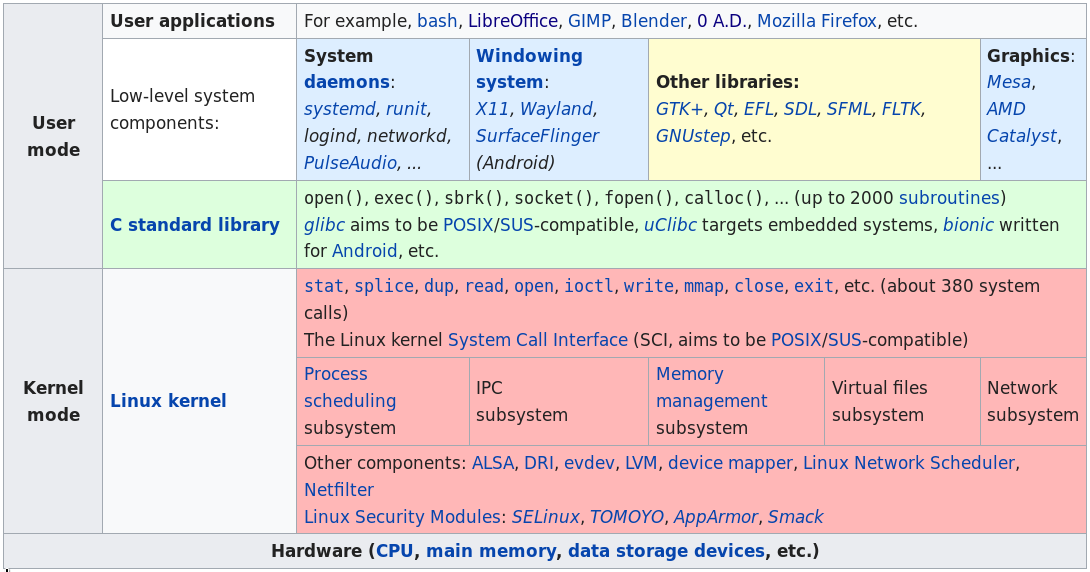 User applications
For example, bash, LibreOffice, GIMP, Blender, 0 A.D., Mozilla Firefox, etc.
User
mode
Low-level system
components:
System
daemons:
systemd, runit,
logind, networkd,
PulseAudio, ...
Windowing
system:
X11, Wayland,
SurfaceFlinger
(Android)
Other libraries:
GTK+, Qt, EFL, SDL, SFML, FLTK,
GNUstep, etc.
Graphics:
Mesa,
AMD
Catalyst,
...
C standard library
open(), exec(), sbrk(), socket(), fopen(), calloc(), ... (up to 2000 subroutines)
glibc aims to be POSIX/SUS-compatible, uClibc targets embedded systems, bionic written
for Android, etc.
Kernel
mode
Linux kernel
stat, splice, dup, read, open, ioctl, write, mmap, close, exit, etc. (about 380 system
calls)
The Linux kernel System Call Interface (SCI, aims to be POSIX/SUS-compatible)
Process
scheduling
subsystem
IPC
subsystem
Memory
management
subsystem
Virtual files
subsystem
Network
subsystem
Other components: ALSA, DRI, evdev, LVM, device mapper, Linux Network Scheduler,
Netfilter
Linux Security Modules: SELinux, TOMOYO, AppArmor, Smack
Hardware (CPU, main memory, data storage devices, etc.)